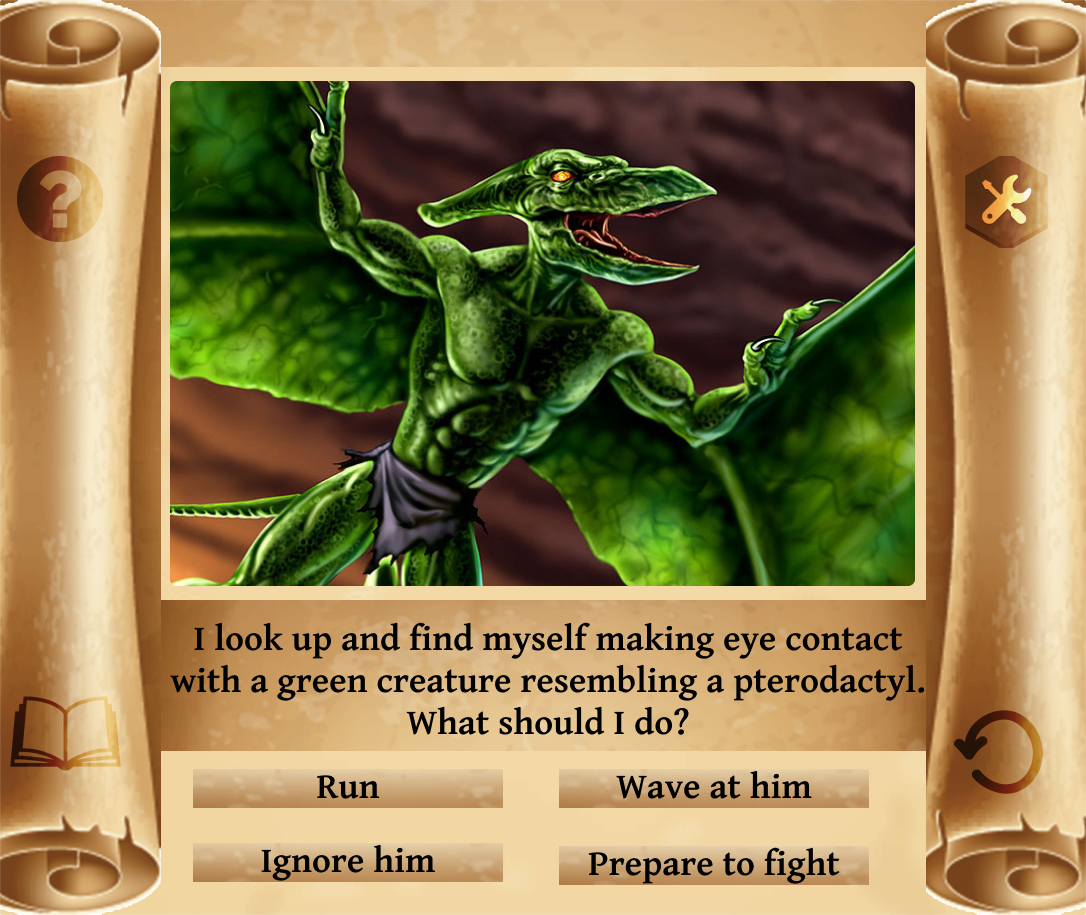 ?
I look up and find myself making eye contact
with a green creature resembling a pterodactyl.
What should I do?
Run
Wave at him
Ignore him
Prepare to fight